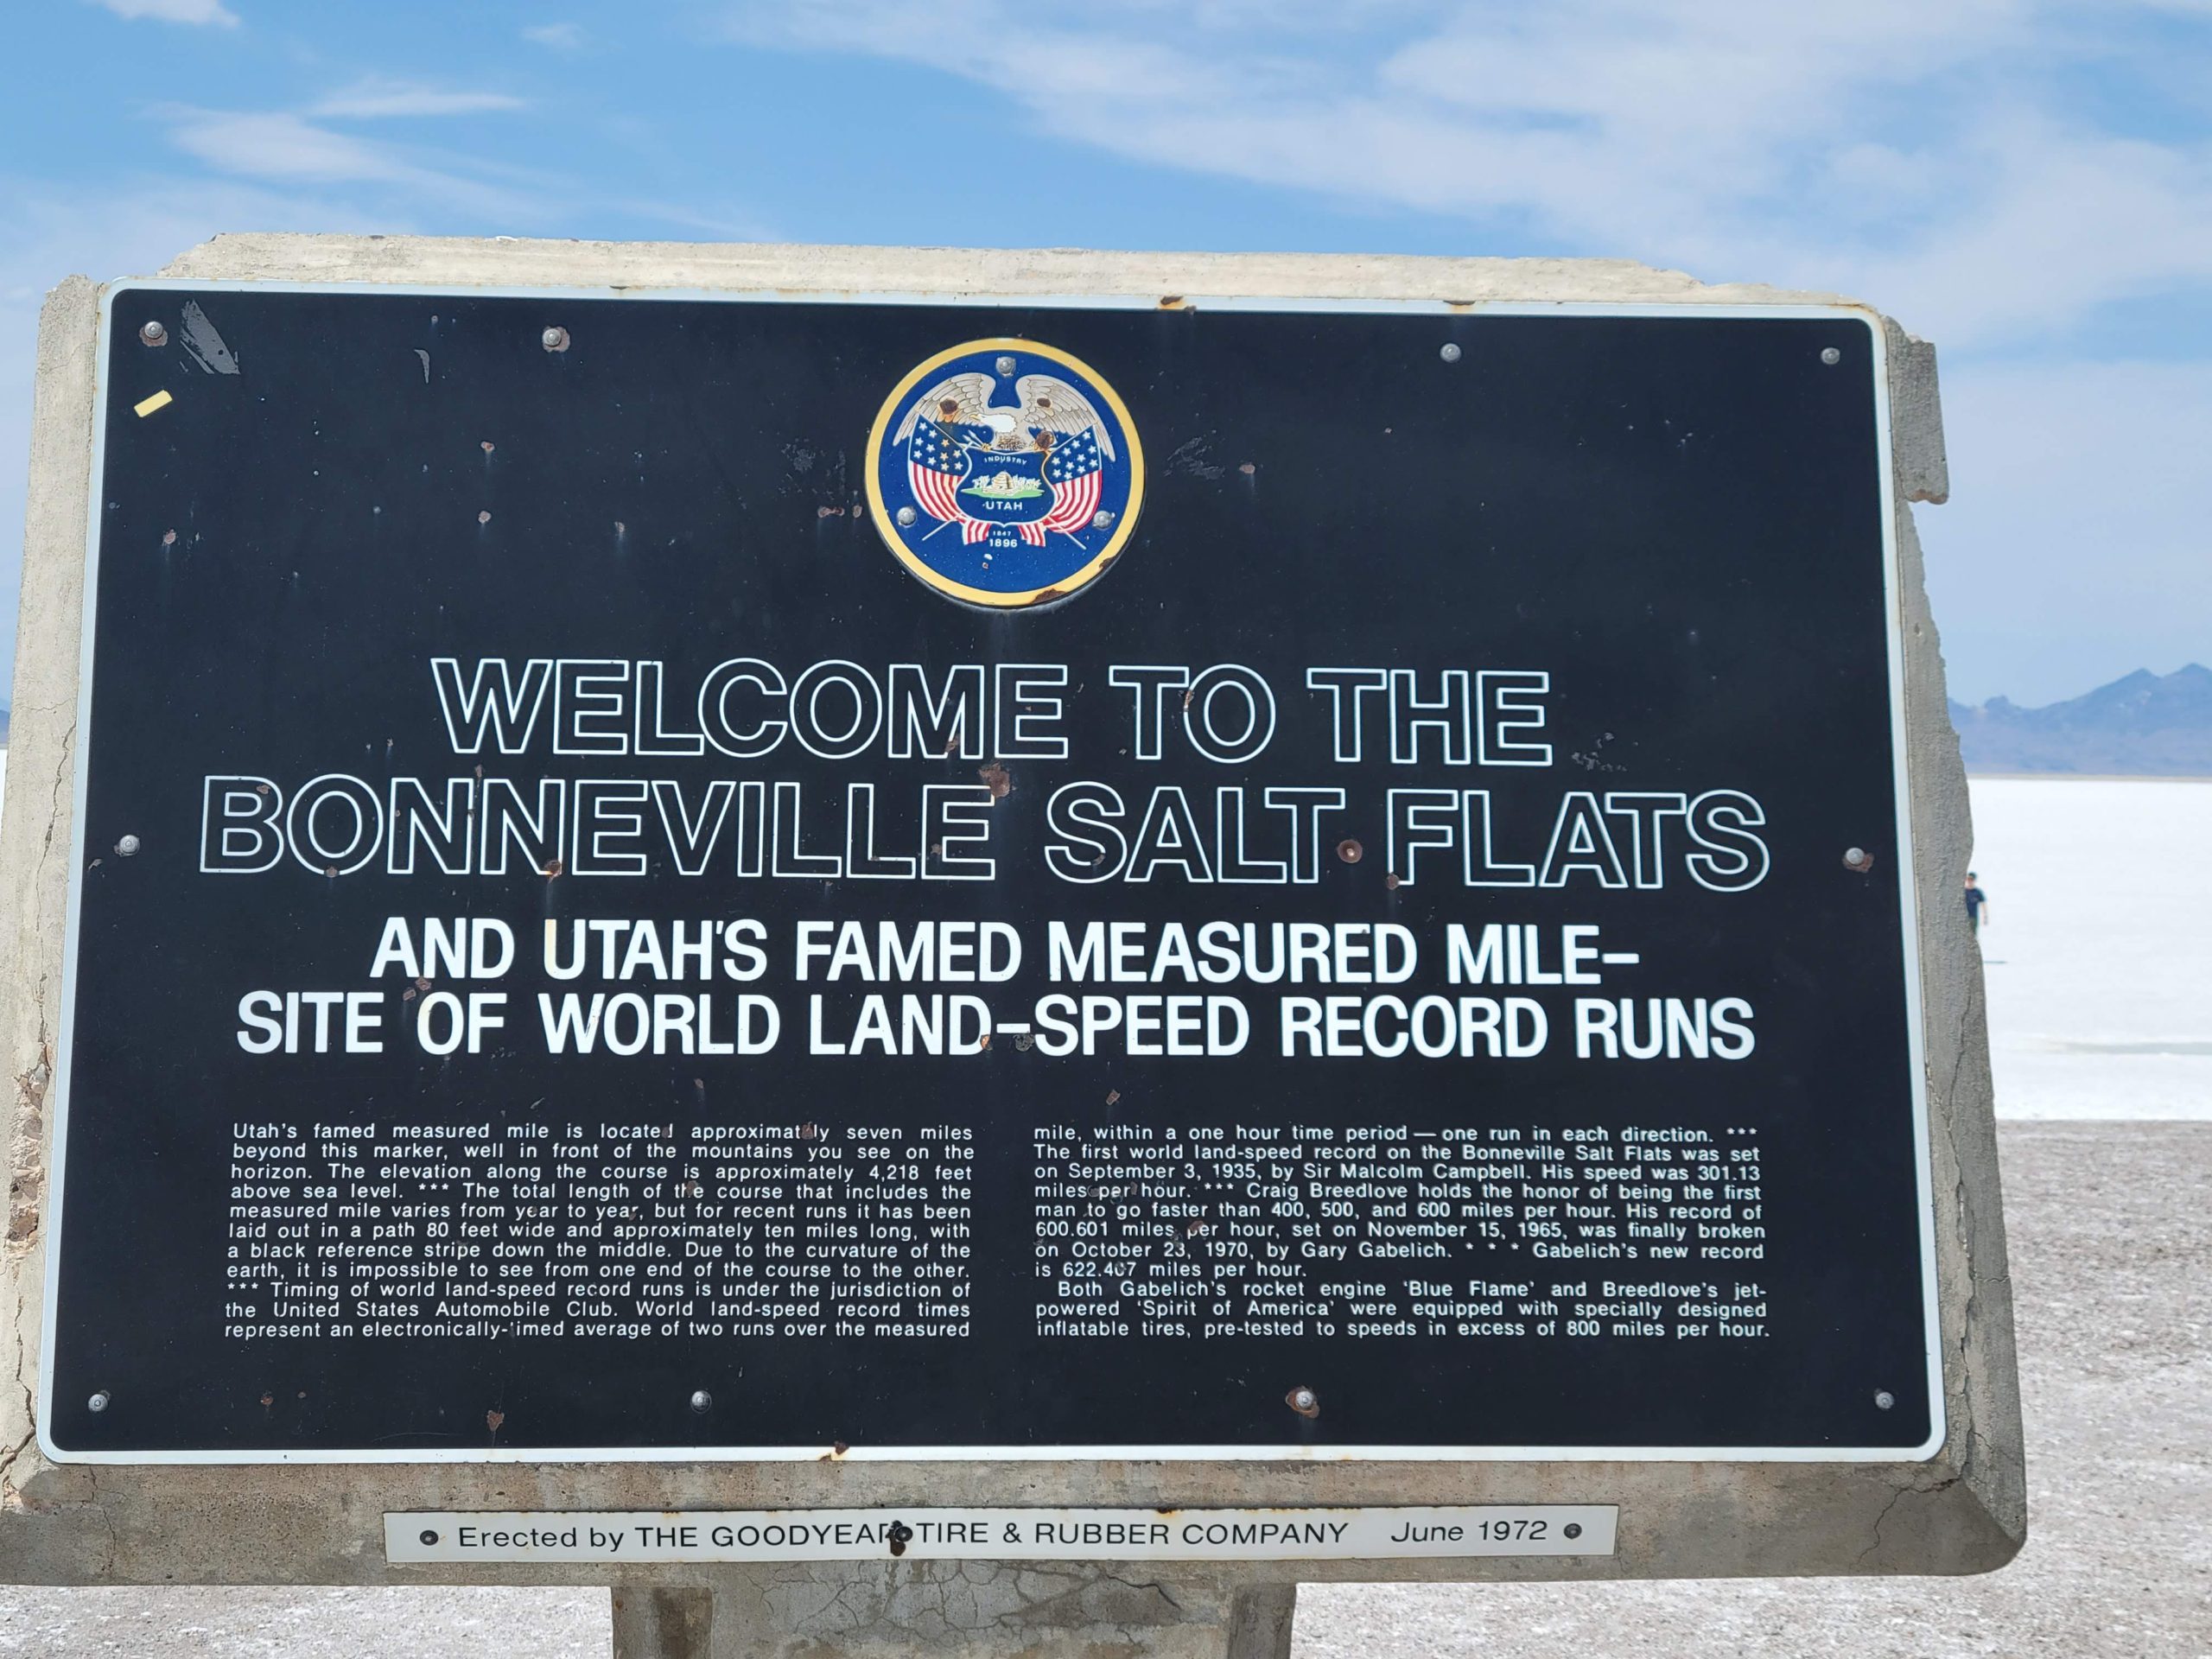 INDUSTRY
UTAH
1847
1896
WELCOME TO THE
BONNEVILLE SALT FLATS
AND UTAH'S FAMED MEASURED MILE–
SITE OF WORLD LAND–SPEED RECORD RUNS
Utah's famed measured mile is located approximately seven miles
beyond this marker, well in front of the mountains you see on the
horizon. The elevation along the course is approximately 4,218 feet
above sea level. *** The total length of the course that includes the
measured mile varies from year to year, but for recent runs it has been
laid out in a path 80 feet wide and approximately ten miles long, with
a black reference stripe down the middle. Due to the curvature of the
earth, it is impossible to see from one end of the course to the other.
*** Timing of world land-speed record runs is under the jurisdiction of
the United States Automobile Club. World land-speed record times
represent an electronically-timed average of two runs over the measured
mile, within a one hour time period — one run in each direction. ***
The first world land-speed record on the Bonneville Salt Flats was set
on September 3, 1935, by Sir Malcolm Campbell. His speed was 301.13
miles per hour. *** Craig Breedlove holds the honor of being the first
man to go faster than 400, 500, and 600 miles per hour. His record of
600.601 miles per hour, set on November 15, 1965, was finally broken
on October 23, 1970, by Gary Gabelich. * * * Gabelich's new record
is 622.407 miles per hour.
Both Gabelich's rocket engine 'Blue Flame' and Breedlove's jet-
powered 'Spirit of America' were equipped with specially designed
inflatable tires, pre-tested to speeds in excess of 800 miles per hour.
Erected by THE GOODYEAR TIRE & RUBBER COMPANY June 1972